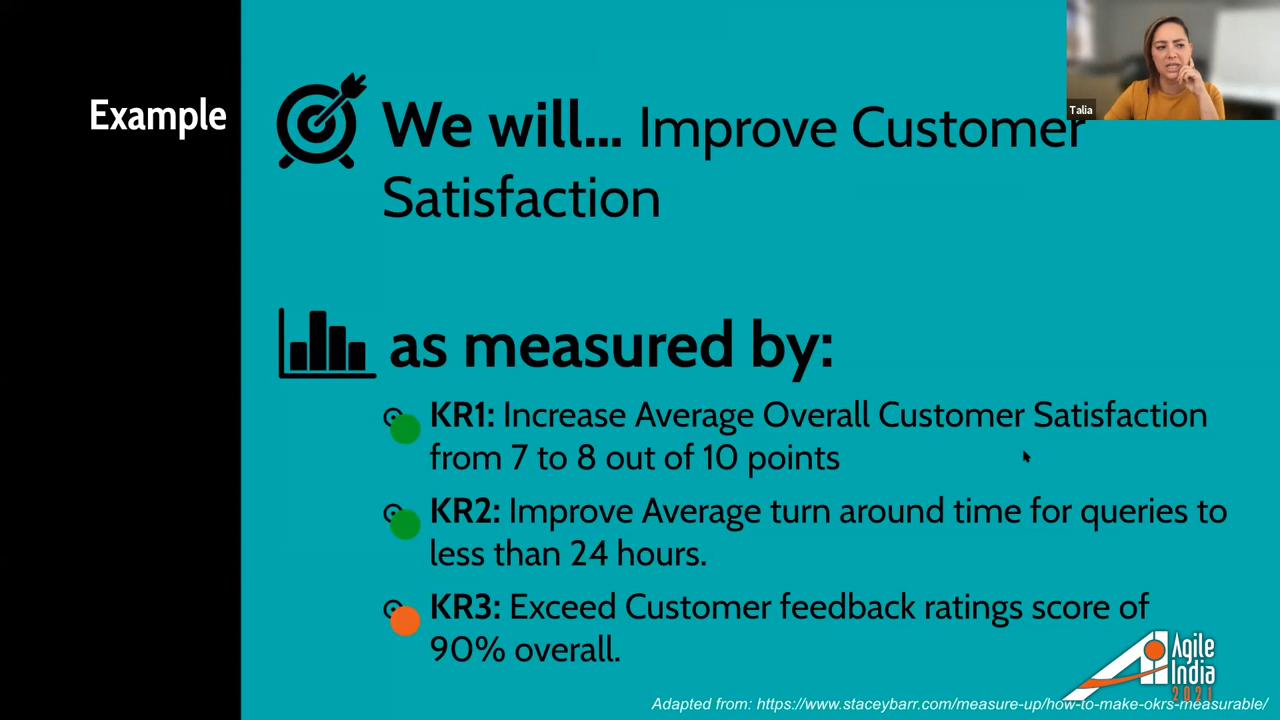 Example
We will... Improve Customer
Satisfaction
Talia
as measured by:
KR1: Increase Average Overall Customer Satisfaction
from 7 to 8 out of 10 points
KR2: Improve Average turn around time for queries to
less than 24 hours.
KR3: Exceed Customer feedback ratings score of
90% overall.
Agile
India
2021
Adapted from: https://www.staceybarr.com/measure-up/how-to-make-okrs-measurable/